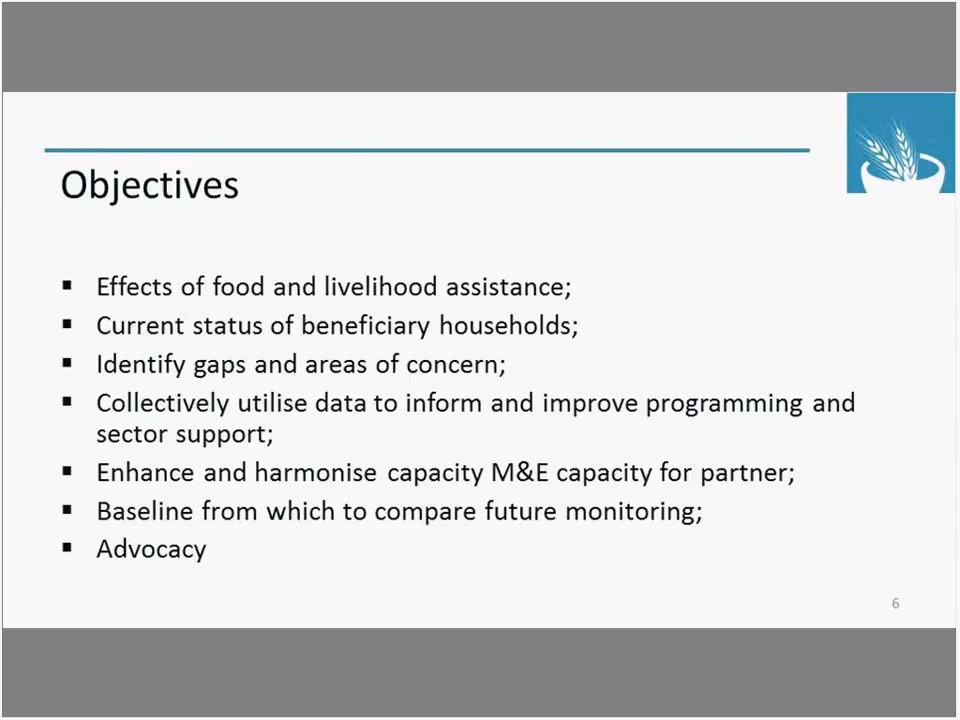 Objectives
▪ Effects of food and livelihood assistance;
▪ Current status of beneficiary households;
▪ Identify gaps and areas of concern;
▪ Collectively utilise data to inform and improve programming and
sector support;
▪ Enhance and harmonise capacity M&E capacity for partner;
▪ Baseline from which to compare future monitoring;
▪ Advocacy
6